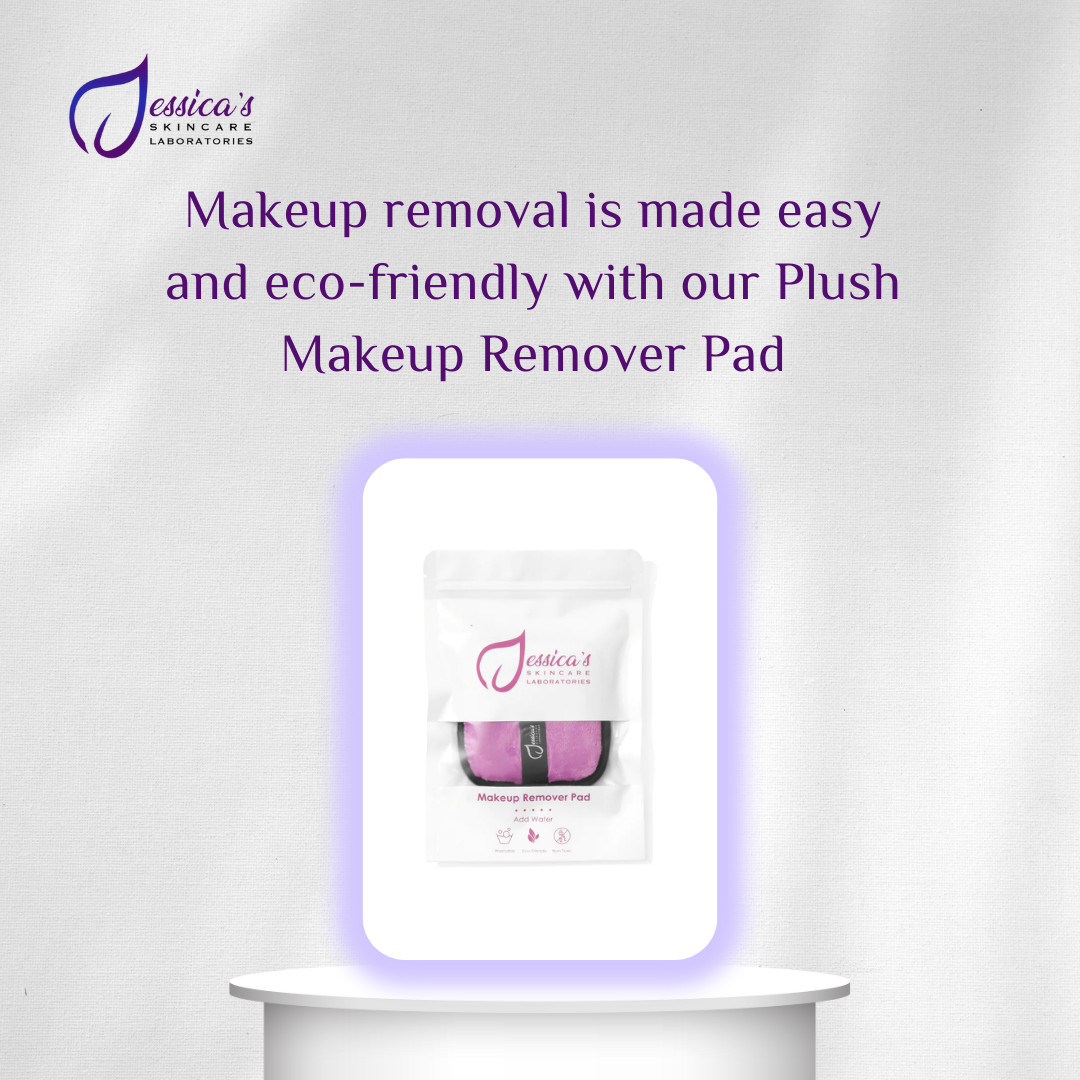 Jessica's
SKINCARE
LABORATORIES
Makeup removal is made easy
and eco-friendly with our Plush
Makeup Remover Pad
Jessica's
SKINCARE
LABORATORIES
Jessica's
Makeup Remover Pad
Add Water